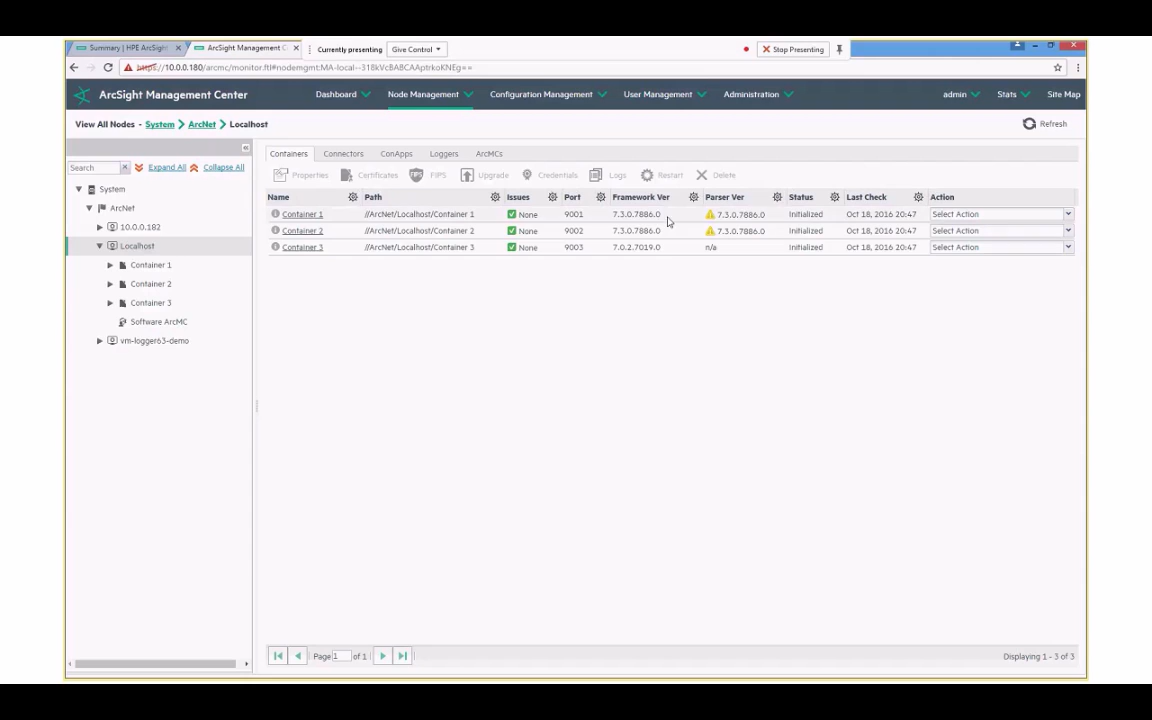 Summary | HPE ArcSight
ArcSight Management C
Currently presenting
Give Control
Stop Presenting
https://10.0.0.180/arcmc/monitor.ftl#nodemgmt:MA-local--318kVcBABCAAptrkoKNEg==
ArcSight Management Center
Dashboard
Node Management
Configuration Management
User Management
Administration
admin
Stats
Site Map
View All Nodes - System > ArcNet > Localhost
Refresh
Search
Expand All
Collapse All
System
ArcNet
10.0.0.182
Localhost
Container 1
Container 2
Container 3
Software ArcMC
vm-logger63-demo
Containers
Connectors
ConApps
Loggers
ArcMCs
Properties
Certificates
FIPS
Upgrade
Credentials
Logs
Restart
Delete
Name Path Issues Port Framework Ver Parser Ver Status Last Check Action
Container 1 //ArcNet/Localhost/Container 1 None 9001 7.3.0.7886.0 7.3.0.7886.0 Initialized Oct 18, 2016 20:47 Select Action
Container 2 //ArcNet/Localhost/Container 2 None 9002 7.3.0.7886.0 7.3.0.7886.0 Initialized Oct 18, 2016 20:47 Select Action
Container 3 //ArcNet/Localhost/Container 3 None 9003 7.0.2.7019.0 n/a Initialized Oct 18, 2016 20:47 Select Action
Page 1 of 1
Displaying 1 - 3 of 3